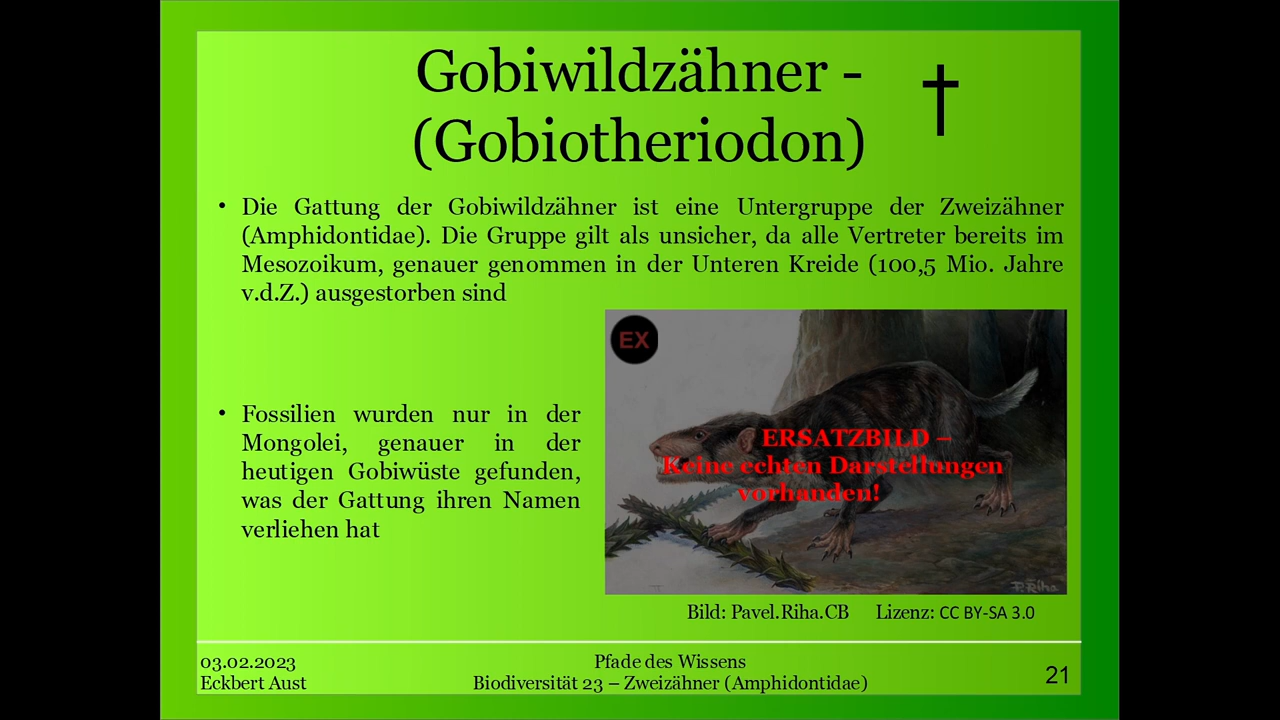 Gobiwildzähner -
(Gobiotheriodon)
†
• Die Gattung der Gobiwildzähner ist eine Untergruppe der Zweizähner
(Amphidontidae). Die Gruppe gilt als unsicher, da alle Vertreter bereits im
Mesozoikum, genauer genommen in der Unteren Kreide (100,5 Mio. Jahre
v.d.Z.) ausgestorben sind
• Fossilien wurden nur in der
Mongolei, genauer in der
heutigen Gobiwüste gefunden,
was der Gattung ihren Namen
verliehen hat
EX
ERSATZBILD –
Keine echten Darstellungen
vorhanden!
P. Říha
Bild: Pavel.Riha.CB Lizenz: CC BY-SA 3.0
03.02.2023
Eckbert Aust
Pfade des Wissens
Biodiversität 23 – Zweizähner (Amphidontidae)
21